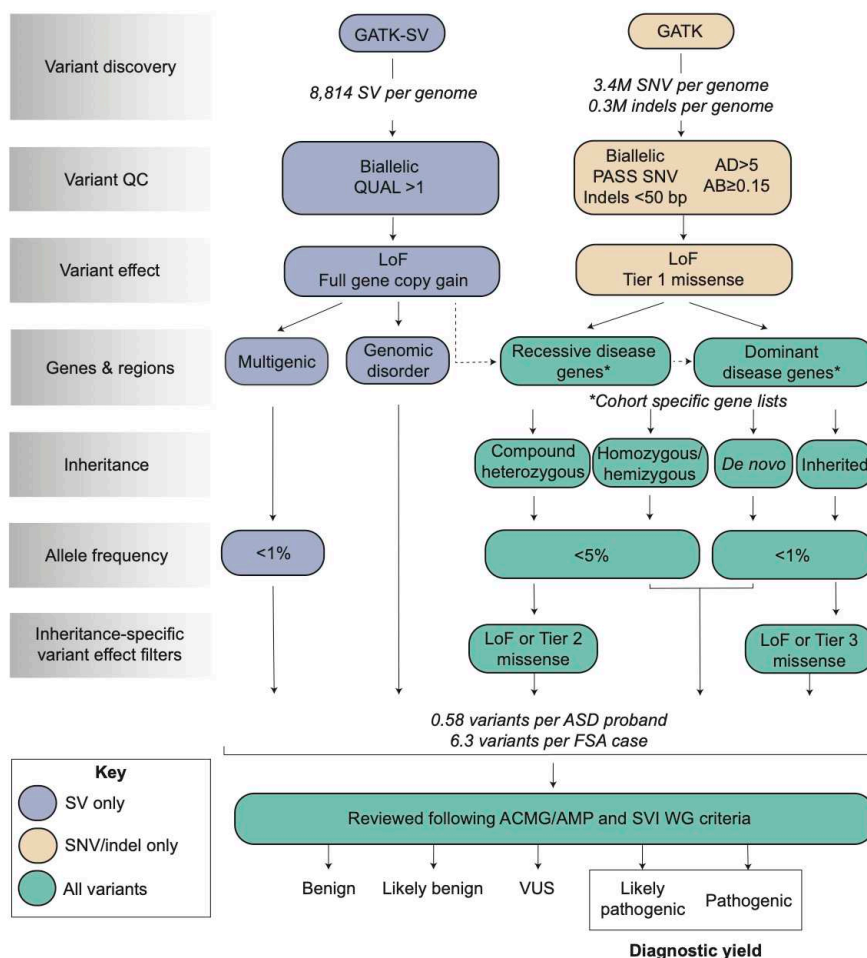 Variant discovery
GATK-SV
GATK
8,814 SV per genome
3.4M SNV per genome
0.3M indels per genome
Variant QC
Biallelic
QUAL >1
Biallelic
PASS SNV
Indels <50 bp
AD>5
AB≥0.15
Variant effect
LoF
Full gene copy gain
LoF
Tier 1 missense
Genes & regions
Multigenic
Genomic
disorder
Recessive disease
genes*
Dominant
disease genes*
*Cohort specific gene lists
Inheritance
Compound
heterozygous
Homozygous/
hemizygous
De novo
Inherited
Allele frequency
<1%
<5%
<1%
Inheritance-specific
variant effect filters
LoF or Tier 2
missense
LoF or Tier 3
missense
0.58 variants per ASD proband
6.3 variants per FSA case
Key
SV only
SNV/indel only
All variants
Reviewed following ACMG/AMP and SVI WG criteria
Benign
Likely benign
VUS
Likely
pathogenic
Pathogenic
Diagnostic yield